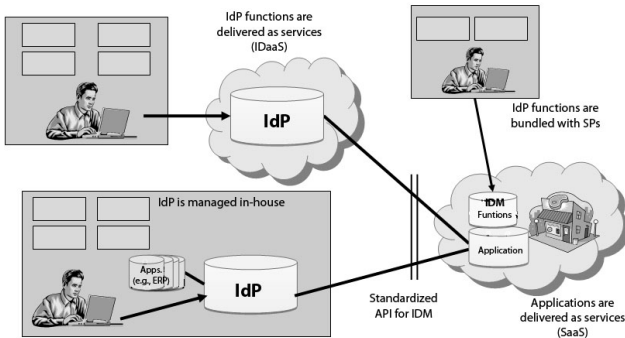 IdP functions are
delivered as services
(IDaaS)
IdP
IdP functions are
bundled with SPs
IDM
Funtions
Application
IdP is managed in-house
Apps.
(e.g., ERP)
IdP
Standardized
API for IDM
Applications are
delivered as services
(SaaS)